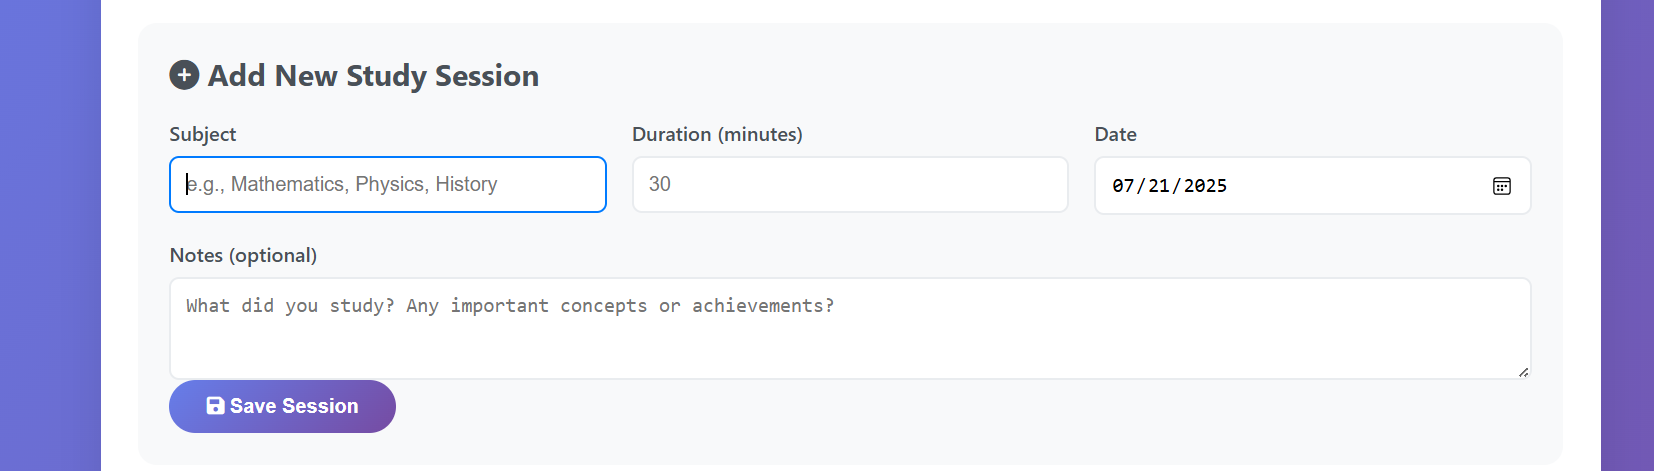 Add New Study Session
Subject
Duration (minutes)
Date
e.g., Mathematics, Physics, History
30
07/21/2025
Notes (optional)
What did you study? Any important concepts or achievements?
Save Session